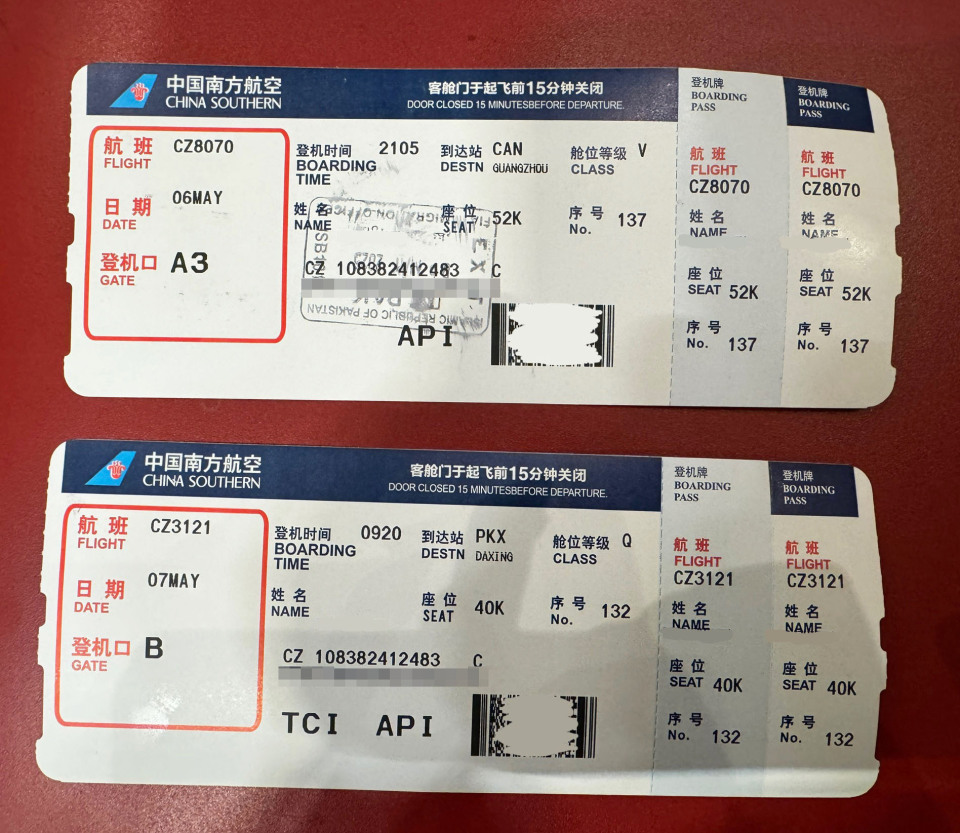 中国南方航空
CHINA SOUTHERN
客舱门于起飞前15分钟关闭
DOOR CLOSED 15 MINUTESBEFORE DEPARTURE.
登机牌
BOARDING
PASS
登机牌
BOARDING
PASS
航 班 CZ8070
FLIGHT
日 期 06MAY
DATE
登机口 A3
GATE
登机时间 2105
BOARDING
TIME
到达站 CAN
DESTN GUANGZHOU
舱位等级 V
CLASS
姓 名
NAME
座 位 52K
SEAT
序 号 137
No.
CZ 108382412483 C
API
EXIT
ISLAMIC REPUBLIC OF PAKISTAN
航 班
FLIGHT
CZ8070
姓 名
NAME
座 位
SEAT 52K
序 号
No. 137
航 班
FLIGHT
CZ8070
姓 名
NAME
座 位
SEAT 52K
序 号
No. 137
中国南方航空
CHINA SOUTHERN
客舱门于起飞前15分钟关闭
DOOR CLOSED 15 MINUTESBEFORE DEPARTURE.
登机牌
BOARDING
PASS
登机牌
BOARDING
PASS
航 班 CZ3121
FLIGHT
日 期 07MAY
DATE
登机口 B
GATE
登机时间 0920
BOARDING
TIME
到达站 PKX
DESTN DAXING
舱位等级 Q
CLASS
姓 名
NAME
座 位 40K
SEAT
序 号 132
No.
CZ 108382412483 C
TCI API
航 班
FLIGHT
CZ3121
姓 名
NAME
座 位
SEAT 40K
序 号
No. 132
航 班
FLIGHT
CZ3121
姓 名
NAME
座 位
SEAT 40K
序 号
No. 132